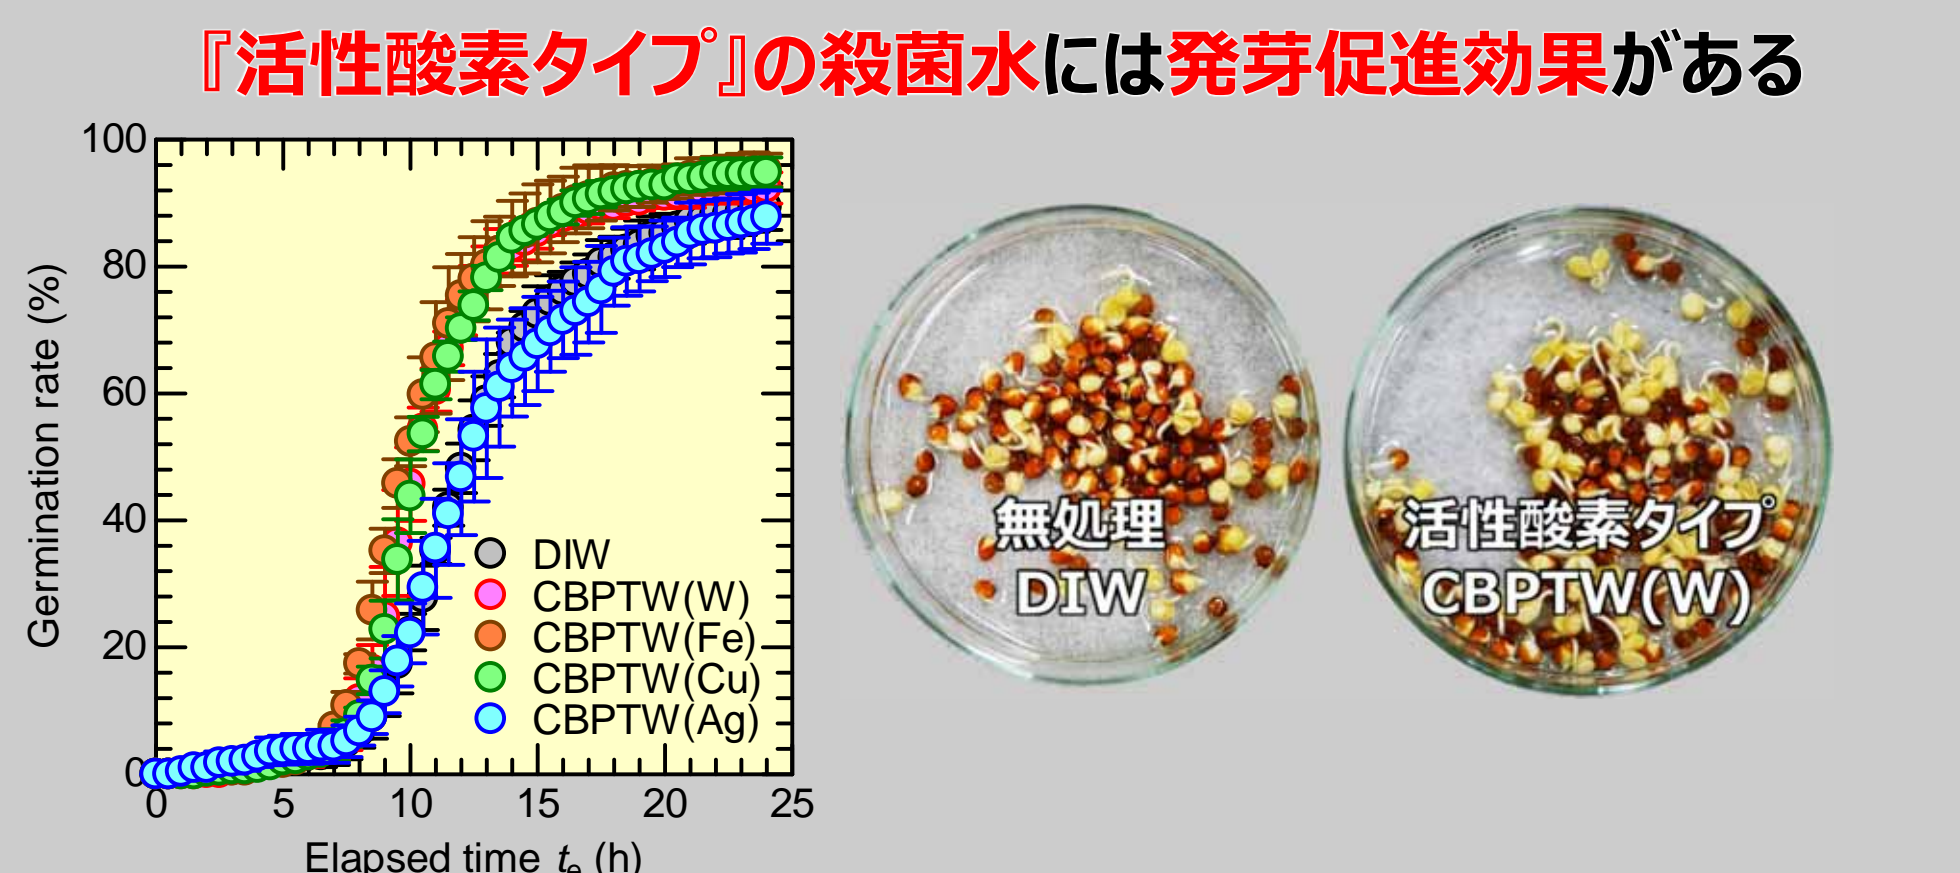 『活性酸素タイプ』の殺菌水には発芽促進効果がある
100
80
60
40
20
0
Germination rate (%)
0 5 10 15 20 25
Elapsed time te (h)
DIW
CBPTW(W)
CBPTW(Fe)
CBPTW(Cu)
CBPTW(Ag)
無処理
DIW
活性酸素タイプ
CBPTW(W)